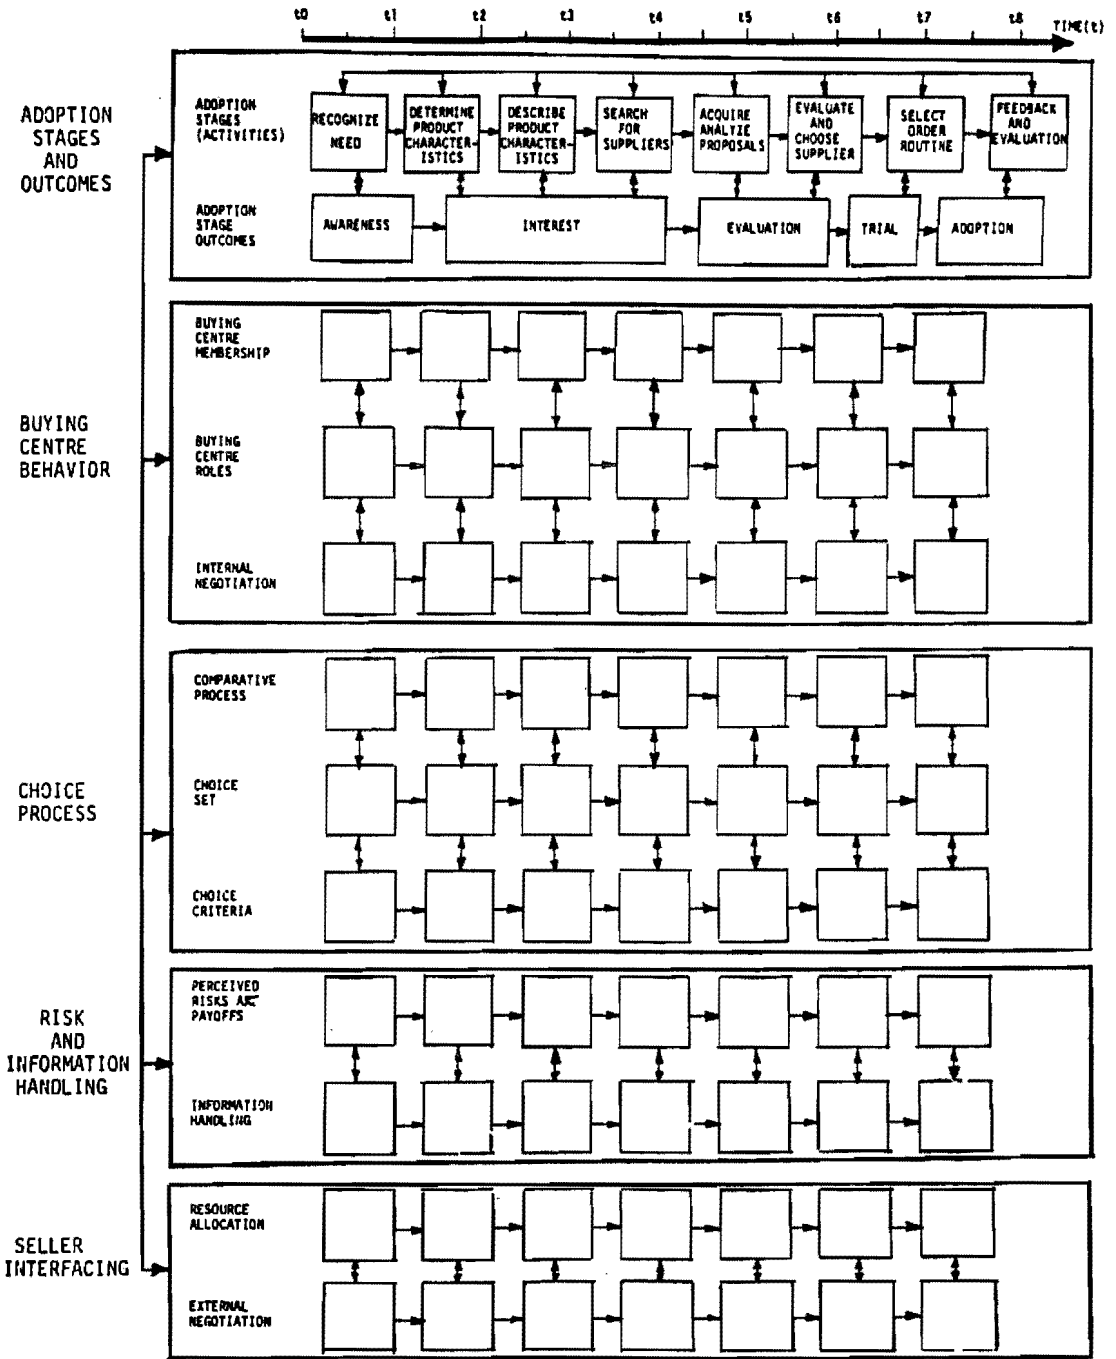 t0 t1 t2 t3 t4 t5 t6 t7 t8 TIME(t)
ADOPTION
STAGES
AND
OUTCOMES
ADOPTION
STAGES
(ACTIVITIES)
RECOGNIZE
NEED
DETERMINE
PRODUCT
CHARACTER-
ISTICS
DESCRIBE
PRODUCT
CHARACTER-
ISTICS
SEARCH
FOR
SUPPLIERS
ACQUIRE
ANALYZE
PROPOSALS
EVALUATE
AND
CHOOSE
SUPPLIER
SELECT
ORDER
ROUTINE
FEEDBACK
AND
EVALUATION
ADOPTION
STAGE
OUTCOMES
AWARENESS
INTEREST
EVALUATION
TRIAL
ADOPTION
BUYING
CENTRE
BEHAVIOR
BUYING
CENTRE
MEMBERSHIP
BUYING
CENTRE
ROLES
INTERNAL
NEGOTIATION
CHOICE
PROCESS
COMPARATIVE
PROCESS
CHOICE
SET
CHOICE
CRITERIA
RISK
AND
INFORMATION
HANDLING
PERCEIVED
RISKS
PAYOFFS
INFORMATION
HANDLING
SELLER
INTERFACING
RESOURCE
ALLOCATION
EXTERNAL
NEGOTIATION